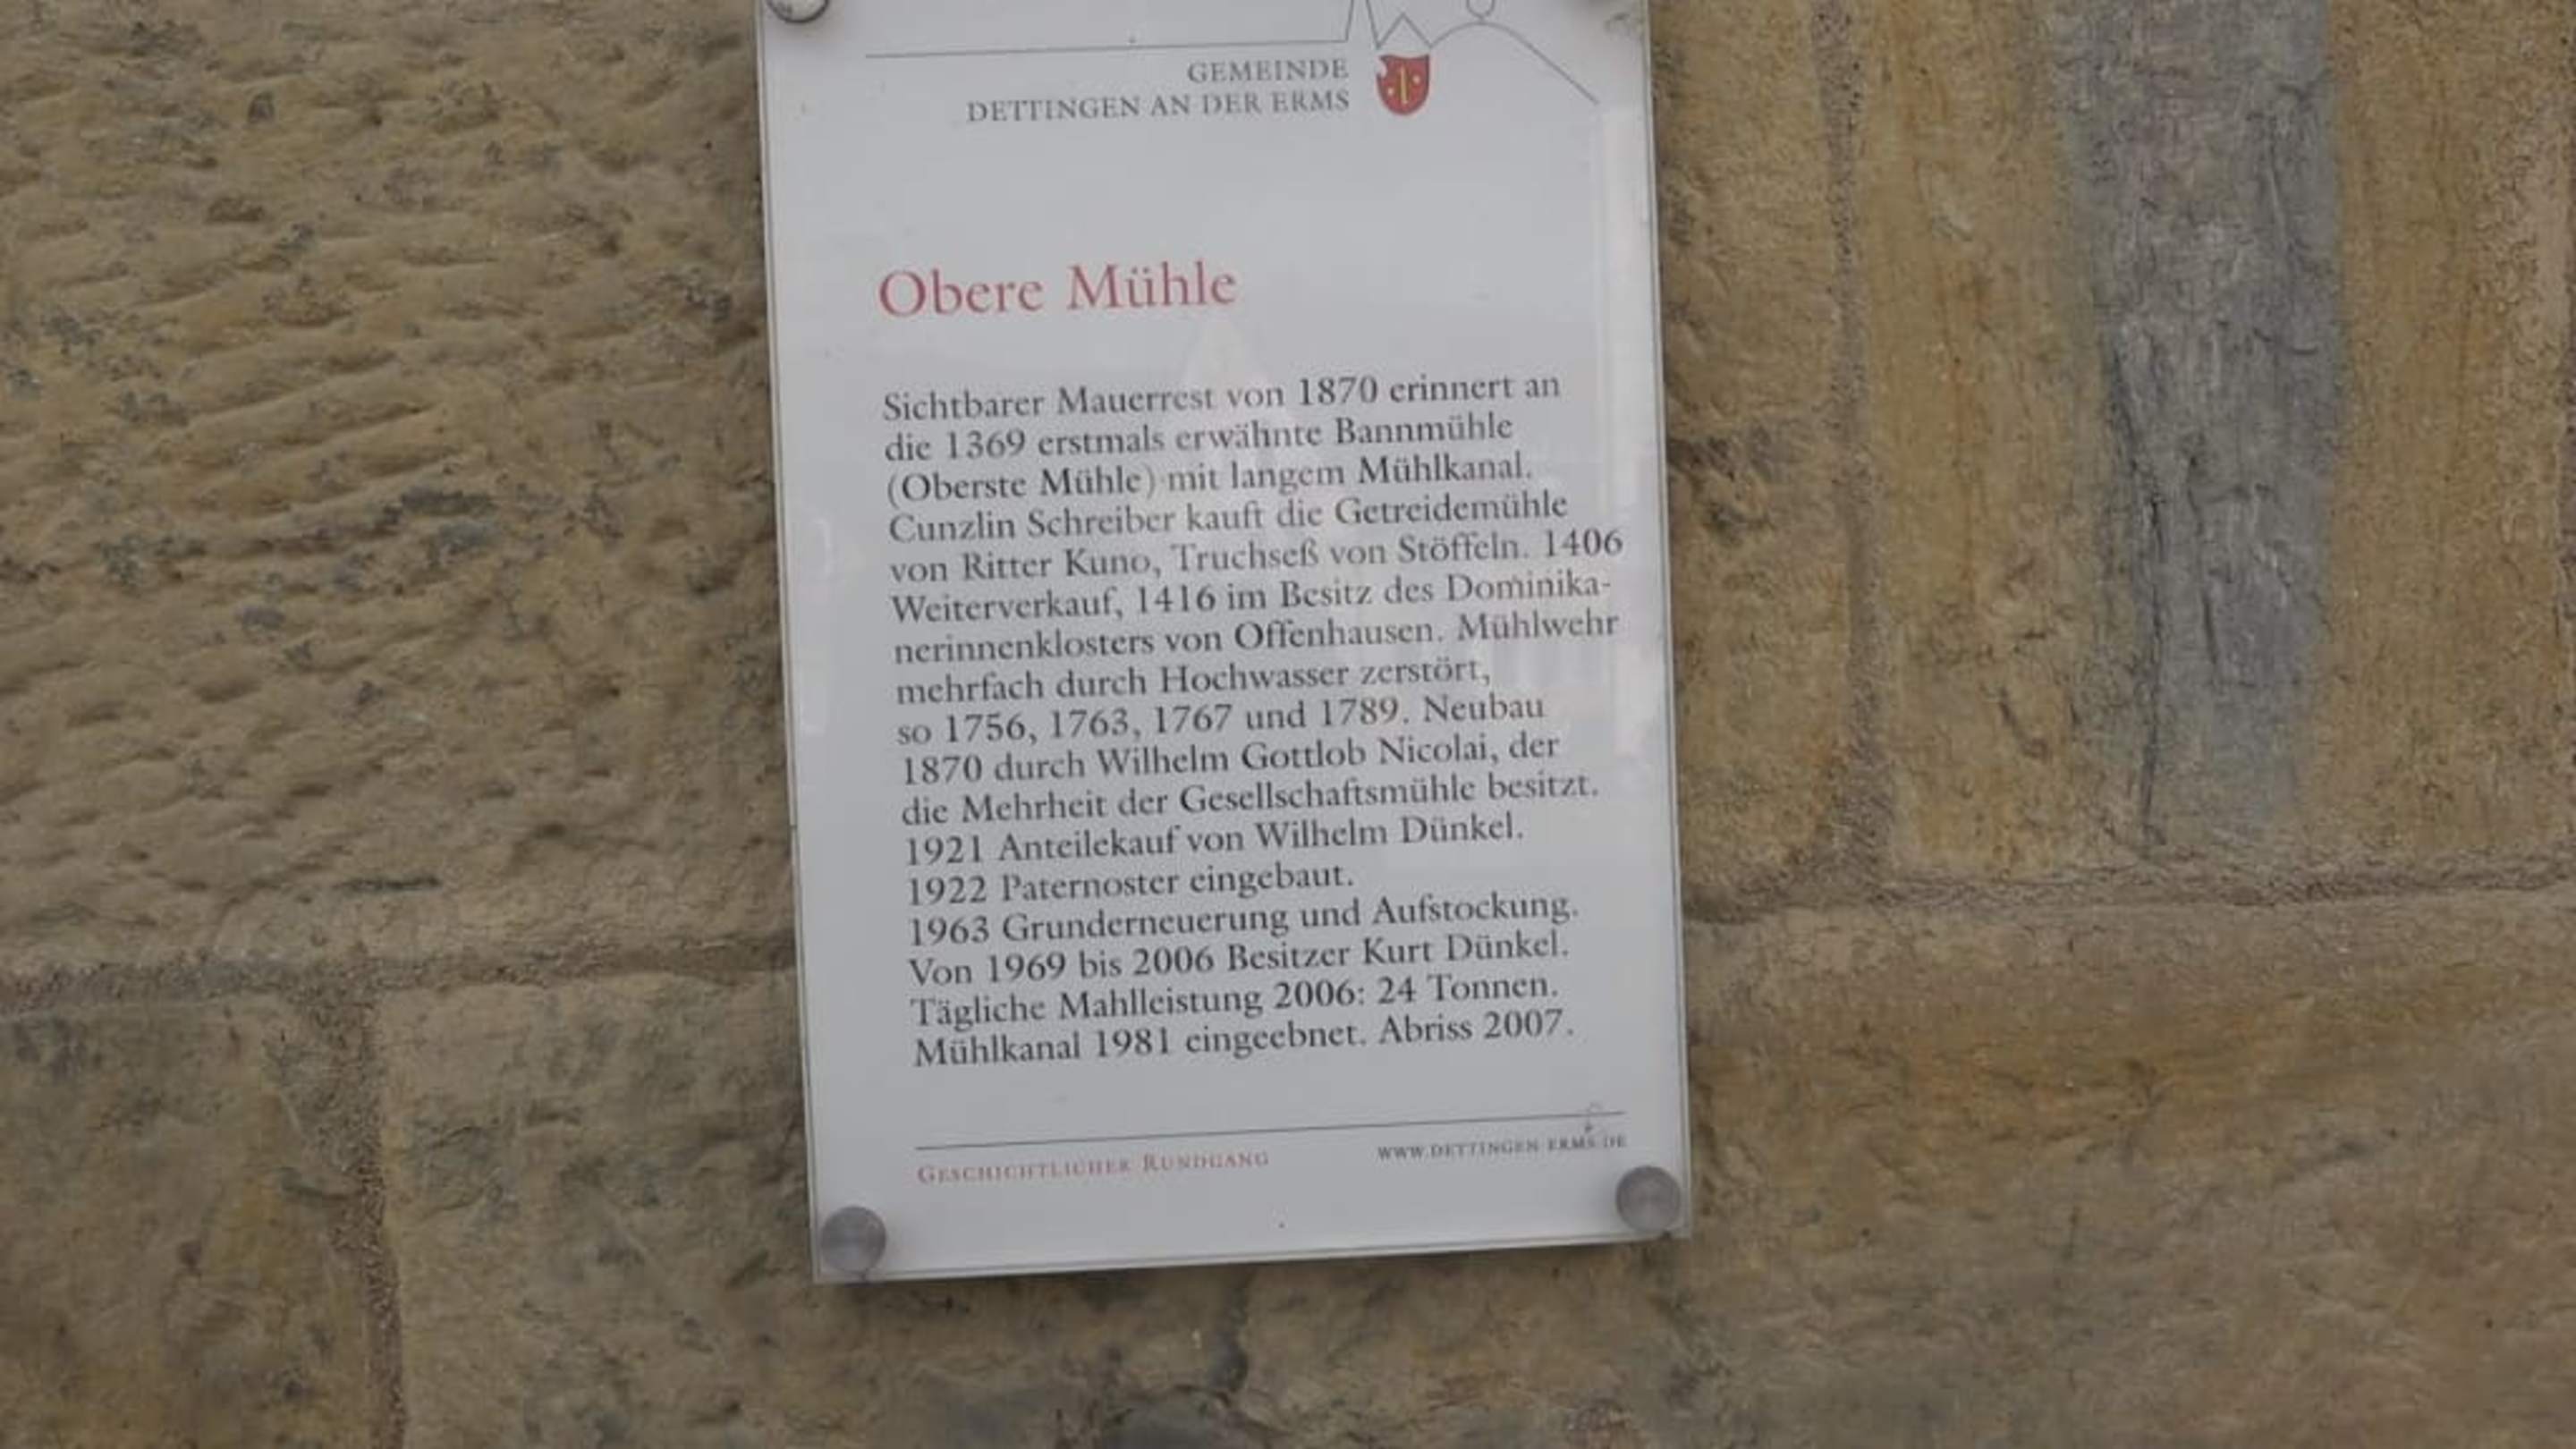 GEMEINDE
DETTINGEN AN DER ERMS
Obere Mühle
Sichtbarer Mauerrest von 1870 erinnert an
die 1369 erstmals erwähnte Bannmühle
(Oberste Mühle) mit langem Mühlkanal.
Cunzlin Schreiber kauft die Getreidemühle
von Ritter Kuno, Truchseß von Stöffeln. 1406
Weiterverkauf, 1416 im Besitz des Dominika-
nerinnenklosters von Offenhausen. Mühlwehr
mehrfach durch Hochwasser zerstört,
so 1756, 1763, 1767 und 1789. Neubau
1870 durch Wilhelm Gottlob Nicolai, der
die Mehrheit der Gesellschaftsmühle besitzt.
1921 Anteilekauf von Wilhelm Dünkel.
1922 Paternoster eingebaut.
1963 Grunderneuerung und Aufstockung.
Von 1969 bis 2006 Besitzer Kurt Dünkel.
Tägliche Mahlleistung 2006: 24 Tonnen.
Mühlkanal 1981 eingeebnet. Abriss 2007.
GESCHICHTLICHER RUNDGANG
WWW.DETTINGEN-ERMS.DE